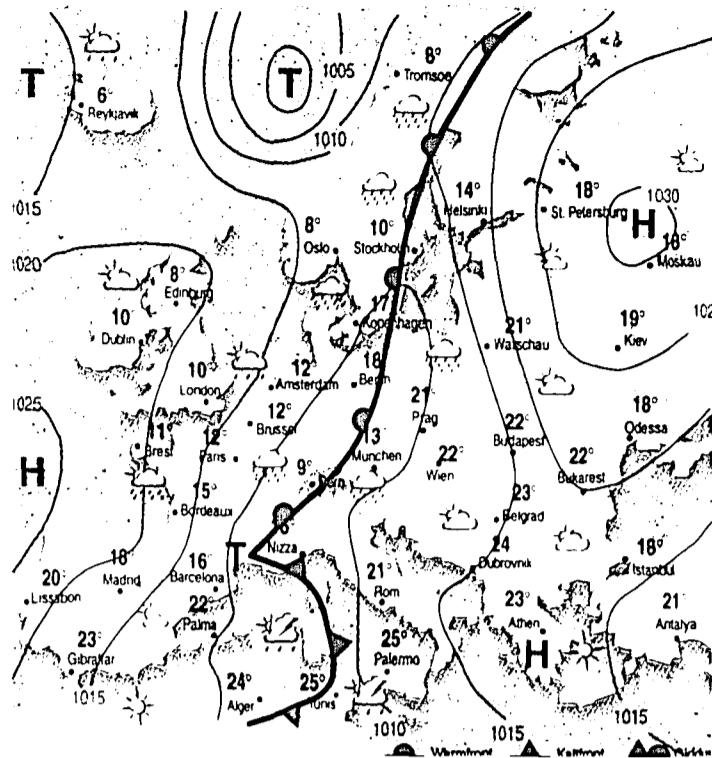 T
6°
Reykjavik
T
1005
1010
8°
Tromsoe
1015
1020
8°
Oslo
10°
Stockholm
14°
Helsinki
18°
St. Petersburg
1030
H
18°
Moskau
8°
Edinburg
10
Dublin
17
Kopenhagen
21°
Warschau
19°
Kiev
10
London
12
Amsterdam
18
Berlin
12°
Brüssel
1025
11°
Brest
12
Paris
21
Prag
13
München
22°
Wien
22°
Budapest
22°
Bukarest
18°
Odessa
H
5°
Bordeaux
9°
Bern
23°
Belgrad
24
Dubrovnik
18°
Istanbul
T
Nizza
20
Lissabon
18
Madrid
16
Barcelona
22°
Palma
21
Rom
23°
Athen
21
Antalya
23°
Gibraltar
1015
24°
Algier
25°
Tunis
25°
Palermo
H
1010
1015
1015
Warmfront
Kaltfront